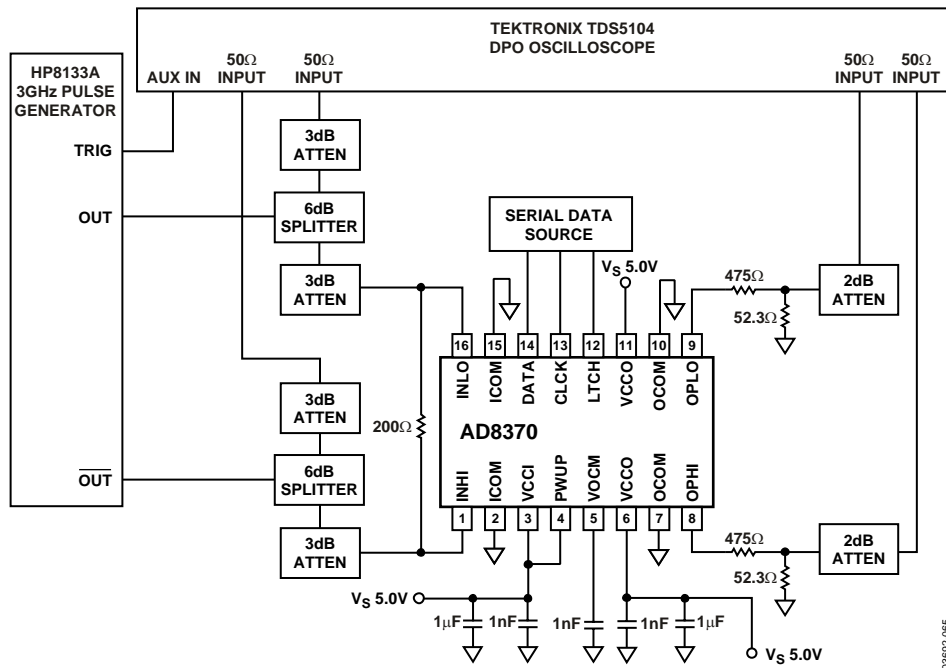 TEKTRONIX TDS5104
DPO OSCILLOSCOPE
AUX IN
50Ω
INPUT
50Ω
INPUT
50Ω
INPUT
50Ω
INPUT
HP8133A
3GHz PULSE
GENERATOR
TRIG
OUT
OUT
3dB
ATTEN
6dB
SPLITTER
3dB
ATTEN
3dB
ATTEN
6dB
SPLITTER
3dB
ATTEN
200Ω
SERIAL DATA
SOURCE
VS 5.0V
475Ω
52.3Ω
2dB
ATTEN
16 15 14 13 12 11 10 9
INLO ICOM DATA CLCK LTCH VCCO OCOM OPLO
AD8370
INHI ICOM VCCI PWUP VOCM VCCO OCOM OPHI
1 2 3 4 5 6 7 8
475Ω
52.3Ω
2dB
ATTEN
VS 5.0V
1μF 1nF 1nF 1nF 1μF
VS 5.0V